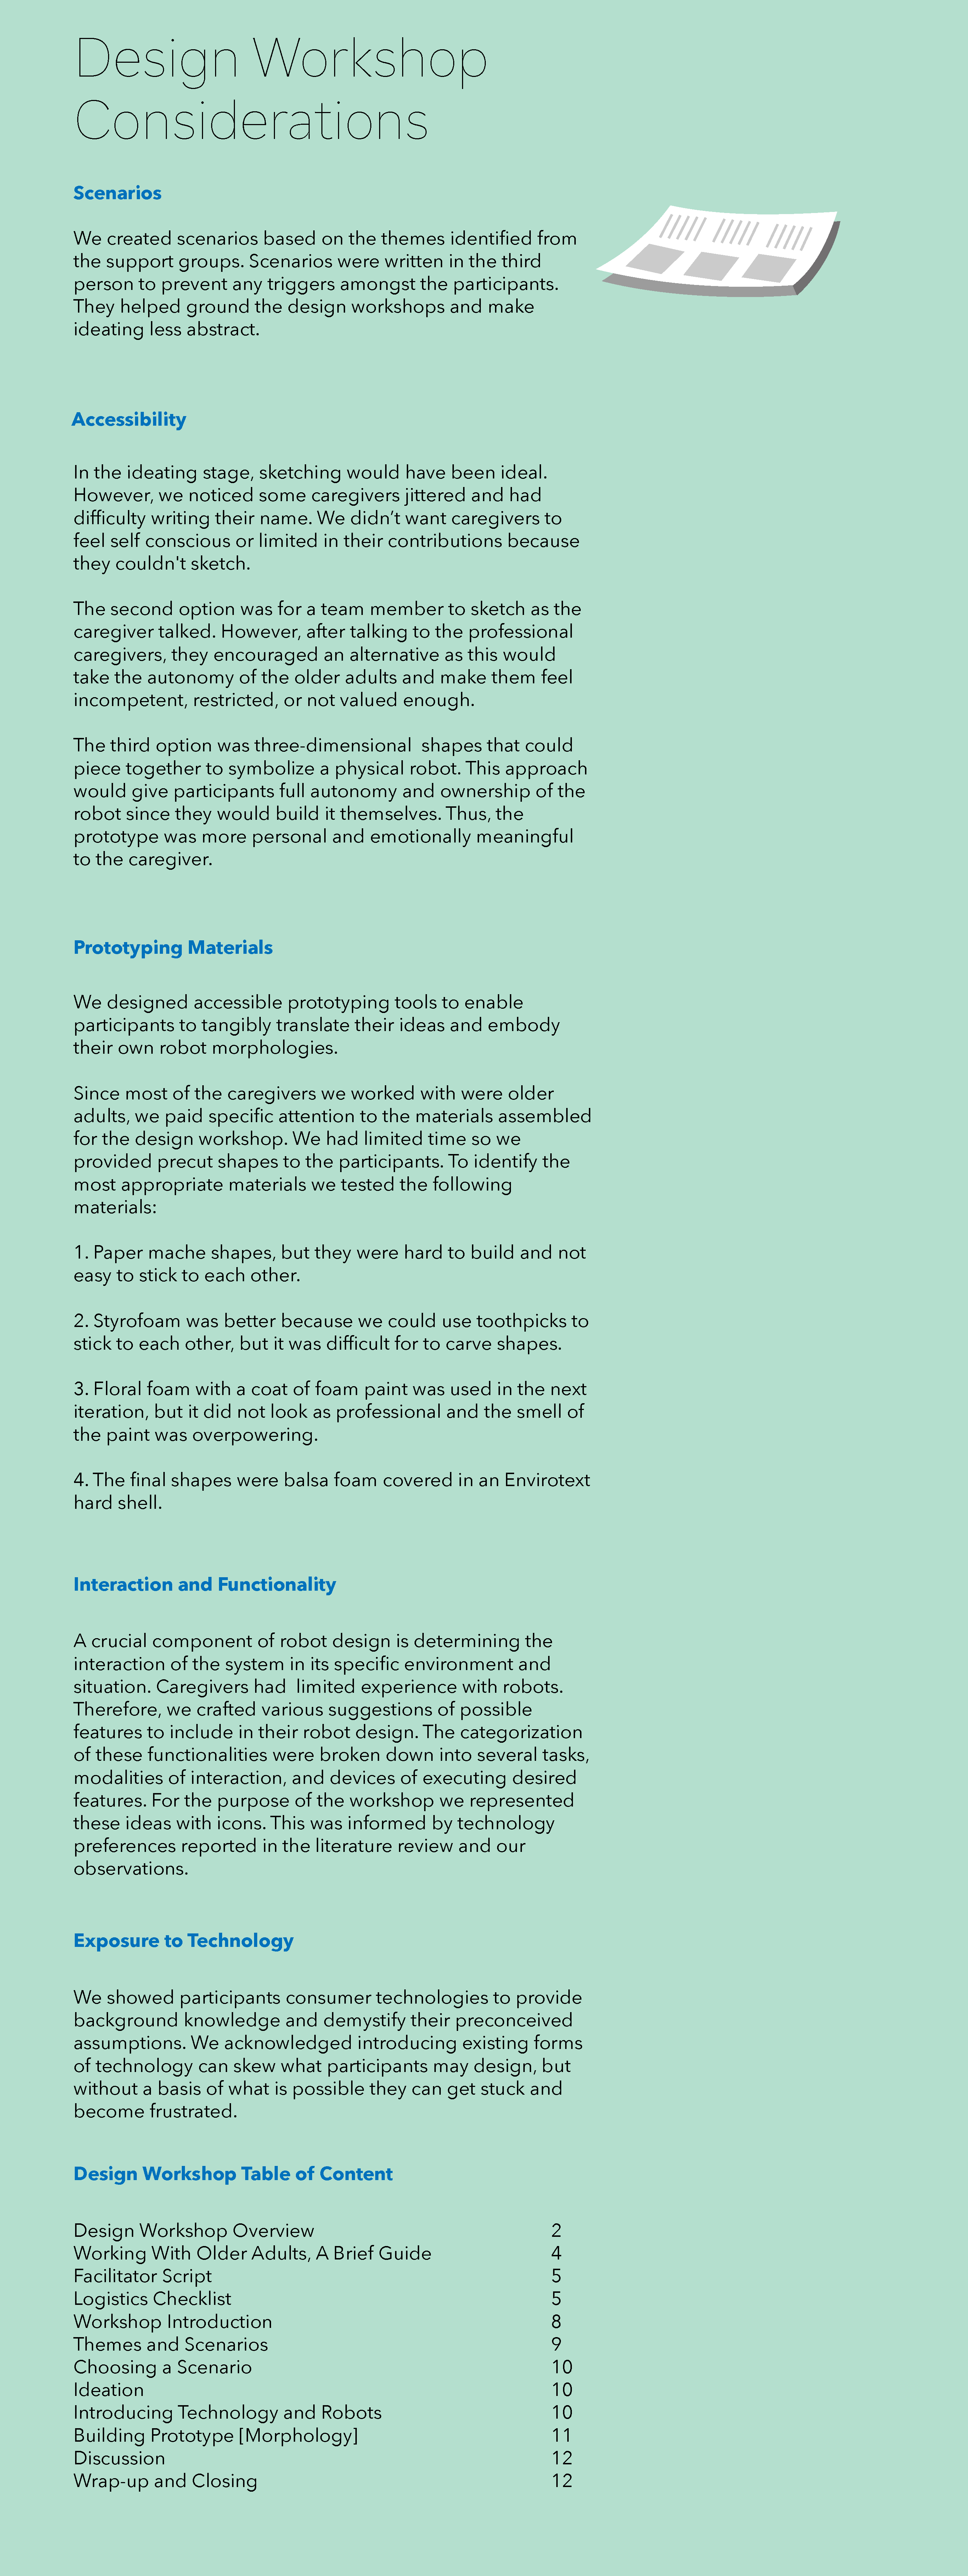 Design Workshop
Considerations
Scenarios
We created scenarios based on the themes identified from
the support groups. Scenarios were written in the third
person to prevent any triggers amongst the participants.
They helped ground the design workshops and make
ideating less abstract.
Accessibility
In the ideating stage, sketching would have been ideal.
However, we noticed some caregivers jittered and had
difficulty writing their name. We didn’t want caregivers to
feel self conscious or limited in their contributions because
they couldn't sketch.
The second option was for a team member to sketch as the
caregiver talked. However, after talking to the professional
caregivers, they encouraged an alternative as this would
take the autonomy of the older adults and make them feel
incompetent, restricted, or not valued enough.
The third option was three-dimensional  shapes that could
piece together to symbolize a physical robot. This approach
would give participants full autonomy and ownership of the
robot since they would build it themselves. Thus, the
prototype was more personal and emotionally meaningful
to the caregiver.
Prototyping Materials
We designed accessible prototyping tools to enable
participants to tangibly translate their ideas and embody
their own robot morphologies.
Since most of the caregivers we worked with were older
adults, we paid specific attention to the materials assembled
for the design workshop. We had limited time so we
provided precut shapes to the participants. To identify the
most appropriate materials we tested the following
materials:
1. Paper mache shapes, but they were hard to build and not
easy to stick to each other.
2. Styrofoam was better because we could use toothpicks to
stick to each other, but it was difficult for to carve shapes.
3. Floral foam with a coat of foam paint was used in the next
iteration, but it did not look as professional and the smell of
the paint was overpowering.
4. The final shapes were balsa foam covered in an Envirotext
hard shell.
Interaction and Functionality
A crucial component of robot design is determining the
interaction of the system in its specific environment and
situation. Caregivers had  limited experience with robots.
Therefore, we crafted various suggestions of possible
features to include in their robot design. The categorization
of these functionalities were broken down into several tasks,
modalities of interaction, and devices of executing desired
features. For the purpose of the workshop we represented
these ideas with icons. This was informed by technology
preferences reported in the literature review and our
observations.
Exposure to Technology
We showed participants consumer technologies to provide
background knowledge and demystify their preconceived
assumptions. We acknowledged introducing existing forms
of technology can skew what participants may design, but
without a basis of what is possible they can get stuck and
become frustrated.
Design Workshop Table of Content
Design Workshop Overview 2
Working With Older Adults, A Brief Guide 4
Facilitator Script 5
Logistics Checklist 5
Workshop Introduction 8
Themes and Scenarios 9
Choosing a Scenario 10
Ideation 10
Introducing Technology and Robots 10
Building Prototype [Morphology] 11
Discussion 12
Wrap-up and Closing 12